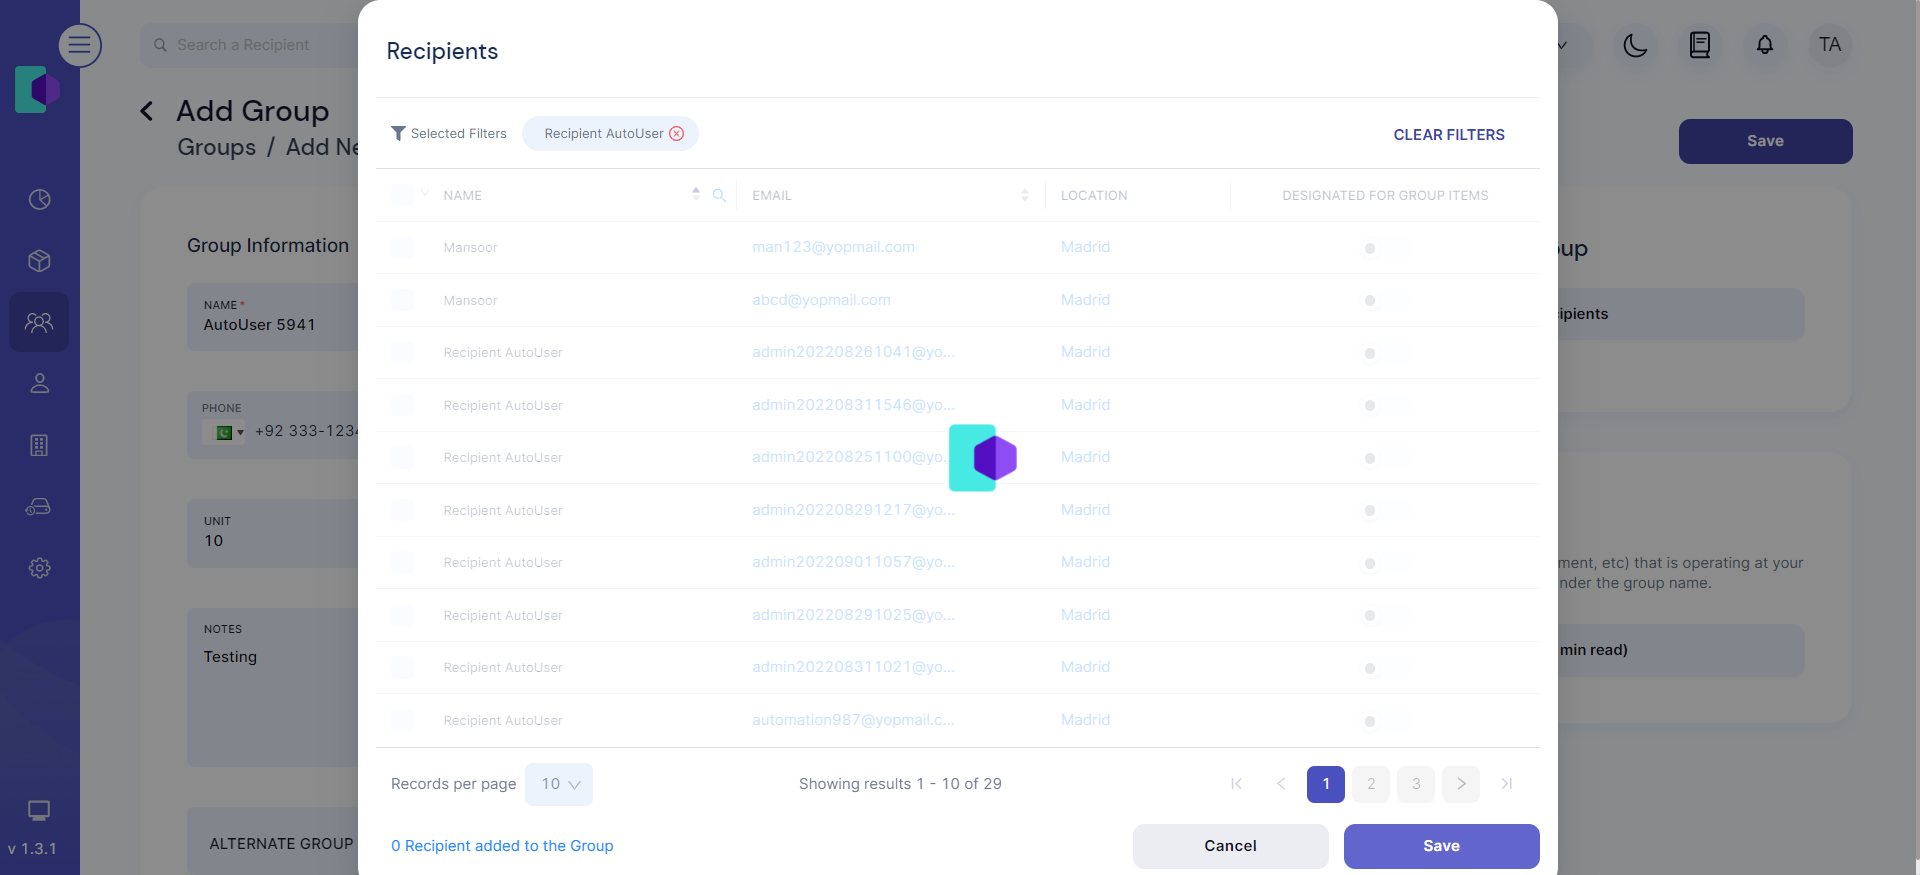 Search a Recipient
TA
Add Group
Groups / Add Ne
Save
Group Information
NAME *
AutoUser 5941
PHONE
+92 333-1234
UNIT
10
NOTES
Testing
ALTERNATE GROUP
v 1.3.1
Recipients
Selected Filters
Recipient AutoUser
CLEAR FILTERS
NAME EMAIL LOCATION DESIGNATED FOR GROUP ITEMS
Mansoor man123@yopmail.com Madrid
Mansoor abcd@yopmail.com Madrid
Recipient AutoUser admin202208261041@yo... Madrid
Recipient AutoUser admin202208311546@yo... Madrid
Recipient AutoUser admin202208251100@yo.. Madrid
Recipient AutoUser admin202208291217@yo... Madrid
Recipient AutoUser admin202209011057@yo... Madrid
Recipient AutoUser admin202208291025@yo... Madrid
Recipient AutoUser admin202208311021@yo... Madrid
Recipient AutoUser automation987@yopmail.c... Madrid
Records per page 10
Showing results 1 - 10 of 29
1 2 3
0 Recipient added to the Group
Cancel
Save
oup
ipients
ment, etc) that is operating at your
nder the group name.
min read)